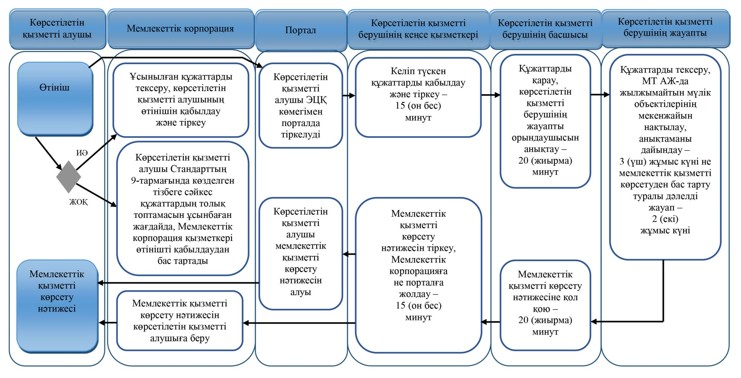 Көрсетілетін
қызметті алушы
Мемлекеттік корпорация
Портал
Көрсетілетін қызметті
берушінің кеңсе қызметкері
Көрсетілетін қызметті
берушінің басшысы
Көрсетілетін қызметті
берушінің жауапты
Өтініш
ИӘ
ЖОҚ
Мемлекеттік
қызметті
көрсету
нәтижесі
Ұсынылған құжаттарды
тексеру, көрсетілетін
қызметті алушының
өтінішін қабылдау
және тіркеу
Көрсетілетін қызметті
алушы Стандарттың
9-тармағында көзделген
тізбеге сәйкес
құжаттардың толық
топтамасын ұсынбаған
жағдайда, Мемлекеттік
корпорация қызметкері
өтінішті қабылдаудан
бас тартады
Мемлекеттік қызметті
көрсету нәтижесін
көрсетілетін қызметті
алушыға беру
Көрсетілетін
қызметті
алушы ЭЦҚ
көмегімен
порталда
тіркелуі
Көрсетілетін
қызметті
алушы
мемлекеттік
қызметті
көрсету
нәтижесін
алуы
Келіп түскен
құжаттарды қабылдау
және тіркеу –
15 (он бес)
минут
Мемлекеттік
қызметті
көрсету
нәтижесін тіркеу,
Мемлекеттік
корпорацияға
не порталға
жолдау –
15 (он бес)
минут
Құжаттарды
қарау,
көрсетілетін
қызметті
берушінің
жауапты
орындаушысын
анықтау –
20 (жиырма)
минут
Мемлекеттік
қызметті көрсету
нәтижесіне қол
қою –
20 (жиырма)
минут
Құжаттарды тексеру,
МТ АЖ-да
жылжымайтын мүлік
объектілерінің
мекенжайын
нақтылау,
анықтаманы
дайындау –
3 (үш) жұмыс күні не
мемлекеттік қызметті
көрсетуден бас тарту
туралы дәлелді
жауап –
2 (екі)
жұмыс күні